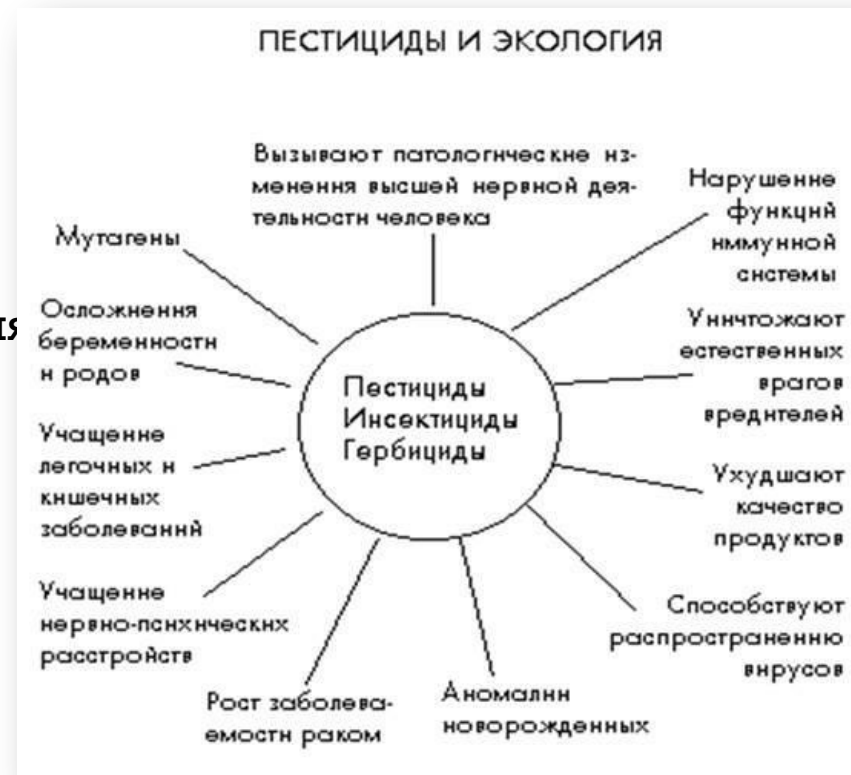 ПЕСТИЦИДЫ И ЭКОЛОГИЯ
Вызывают патологические из-
менения высшей нервной дея-
тельности человека
Нарушение
функций
иммунной
системы
Уничтожают
естественных
врагов
вредителей
Ухудшают
качество
продуктов
Способствуют
распространению
вирусов
Аномалии
новорожденных
Рост заболева-
емости раком
Учащение
нервно-психических
расстройств
Учащение
легочных и
кишечных
заболеваний
Осложнения
беременности
и родов
Мутагены
Пестициды
Инсектициды
Гербициды